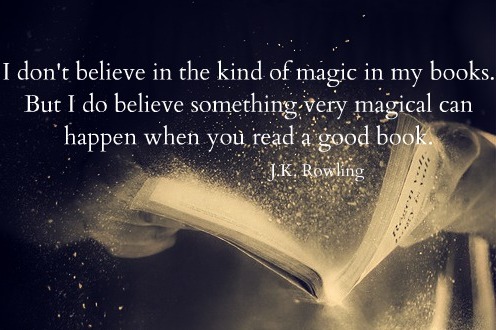 I don't believe in the kind of magic in my books.
But I do believe something very magical can
happen when you read a good book.
J.K. Rowling